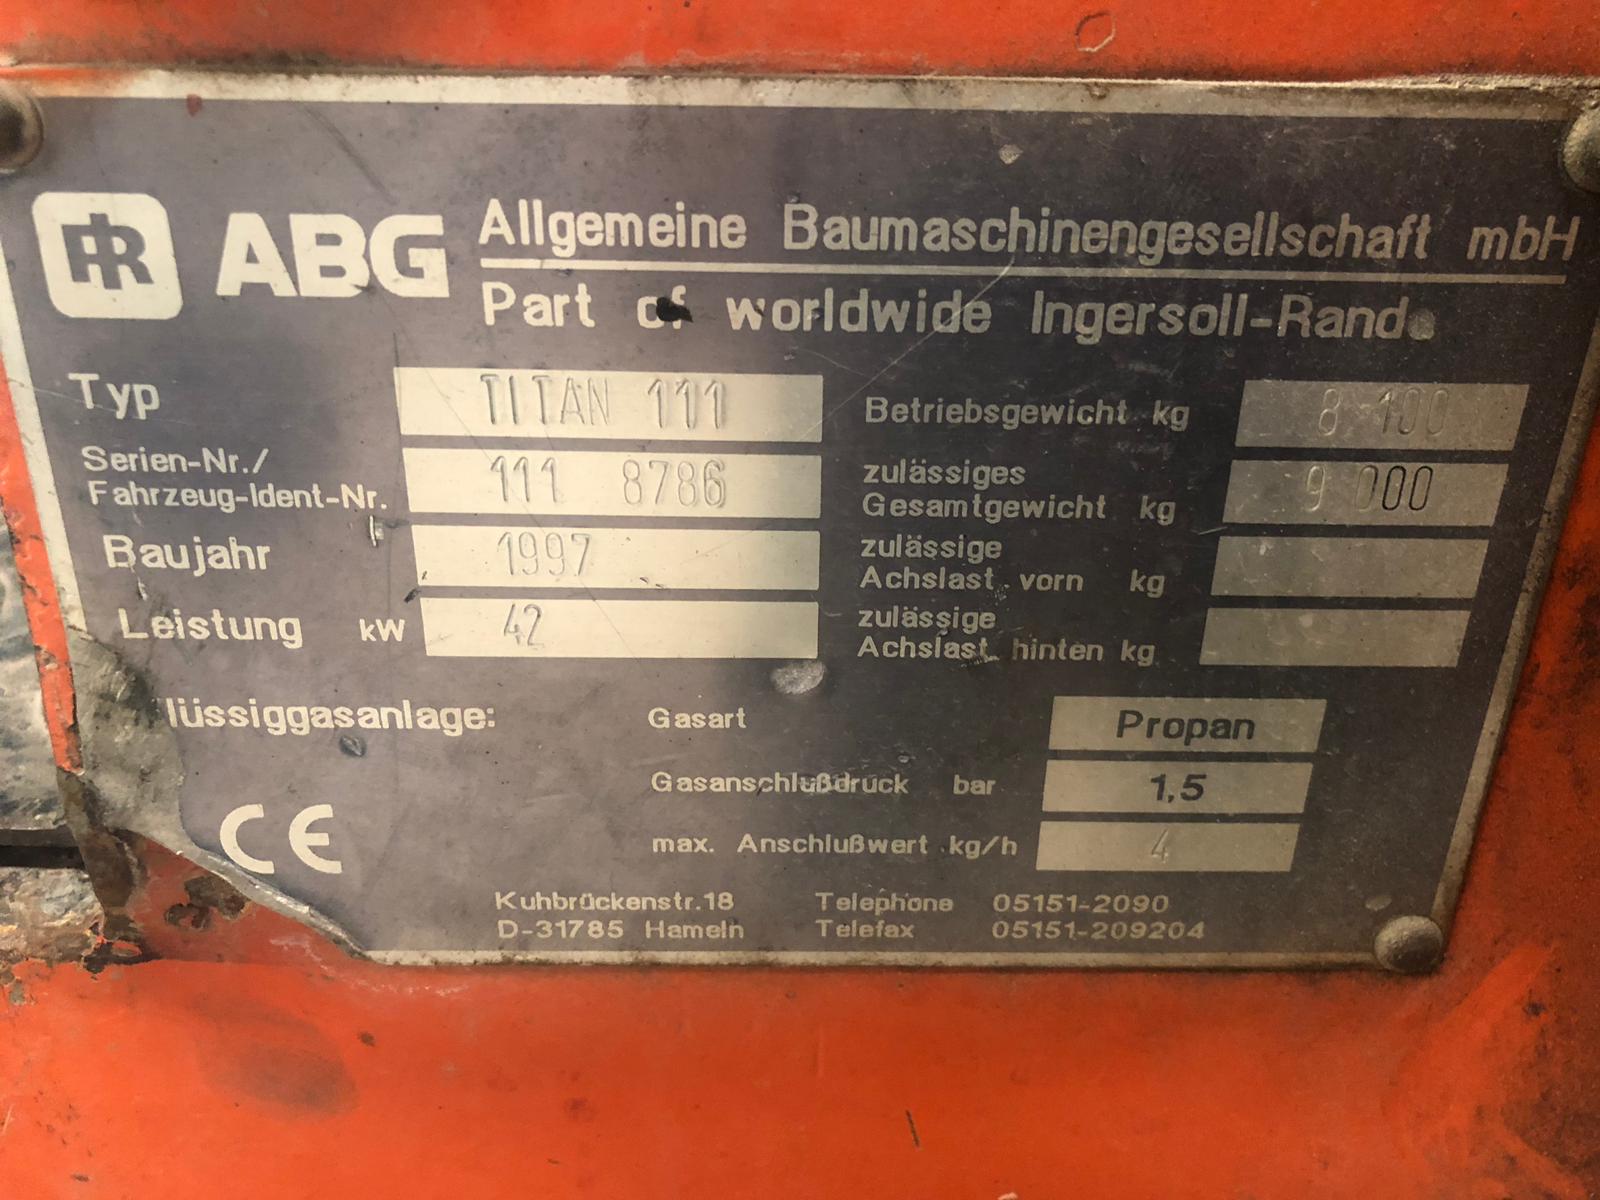 IR ABG Allgemeine Baumaschinengesellschaft mbH
Part of worldwide Ingersoll-Rand
Typ TITAN 111
Serien-Nr./
Fahrzeug-Ident-Nr. 111 8786
Baujahr 1997
Leistung kW 42
Betriebsgewicht kg 8 100
zulässiges
Gesamtgewicht kg 9 000
zulässige
Achslast vorn kg
zulässige
Achslast hinten kg
lüssiggasanlage: Gasart Propan
Gasanschlußdruck bar 1,5
max. Anschlußwert kg/h 4
CE
Kuhbrückenstr.18 Telephone 05151-2090
D-31785 Hameln Telefax 05151-209204